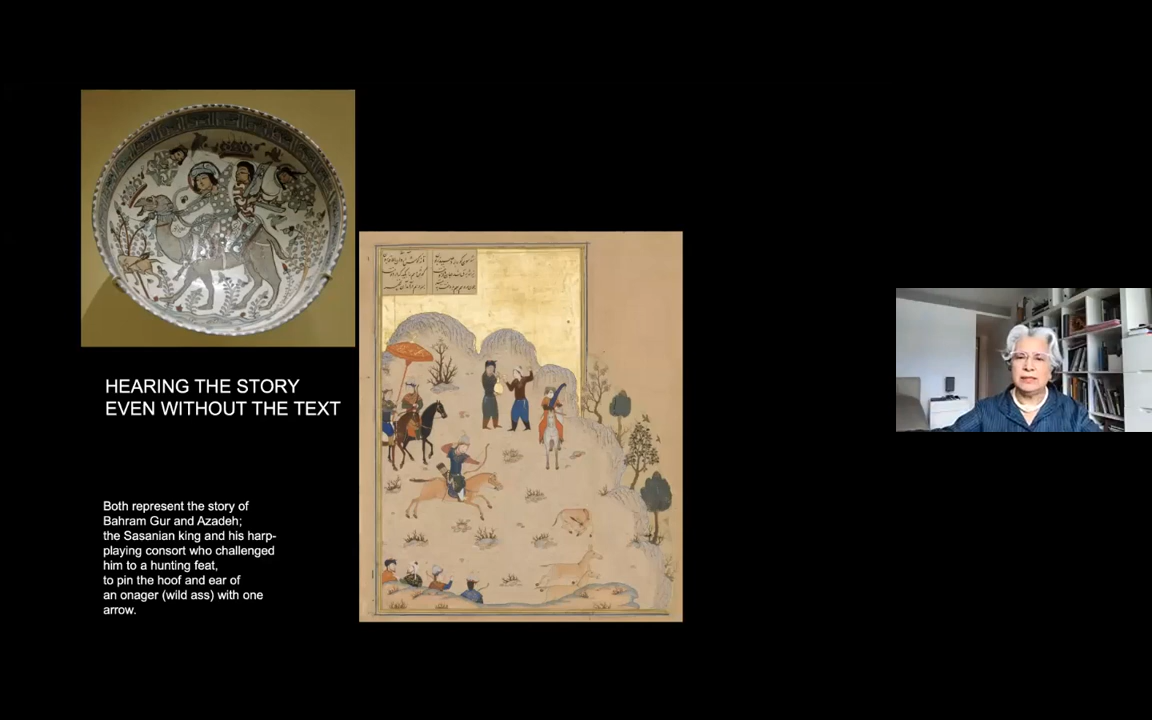 HEARING THE STORY
EVEN WITHOUT THE TEXT
Both represent the story of
Bahram Gur and Azadeh;
the Sasanian king and his harp-
playing consort who challenged
him to a hunting feat,
to pin the hoof and ear of
an onager (wild ass) with one
arrow.